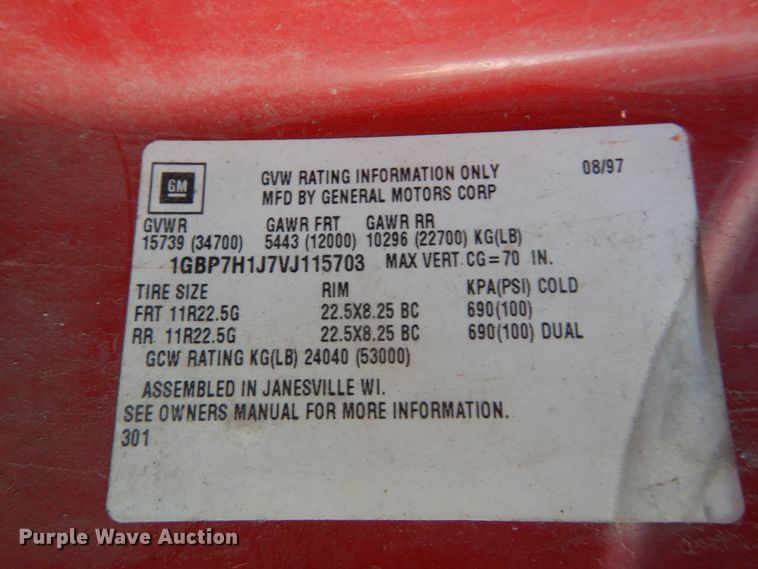 GM
GVW RATING INFORMATION ONLY 08/97
MFD BY GENERAL MOTORS CORP
GVWR GAWR FRT GAWR RR
15739 (34700) 5443 (12000) 10296 (22700) KG(LB)
1GBP7H1J7VJ115703 MAX VERT CG=70 IN.
TIRE SIZE RIM KPA(PSI) COLD
FRT 11R22.5G 22.5X8.25 BC 690(100)
RR 11R22.5G 22.5X8.25 BC 690(100) DUAL
GCW RATING KG(LB) 24040 (53000)
ASSEMBLED IN JANESVILLE WI.
SEE OWNERS MANUAL FOR MORE INFORMATION.
301
Purple Wave Auction